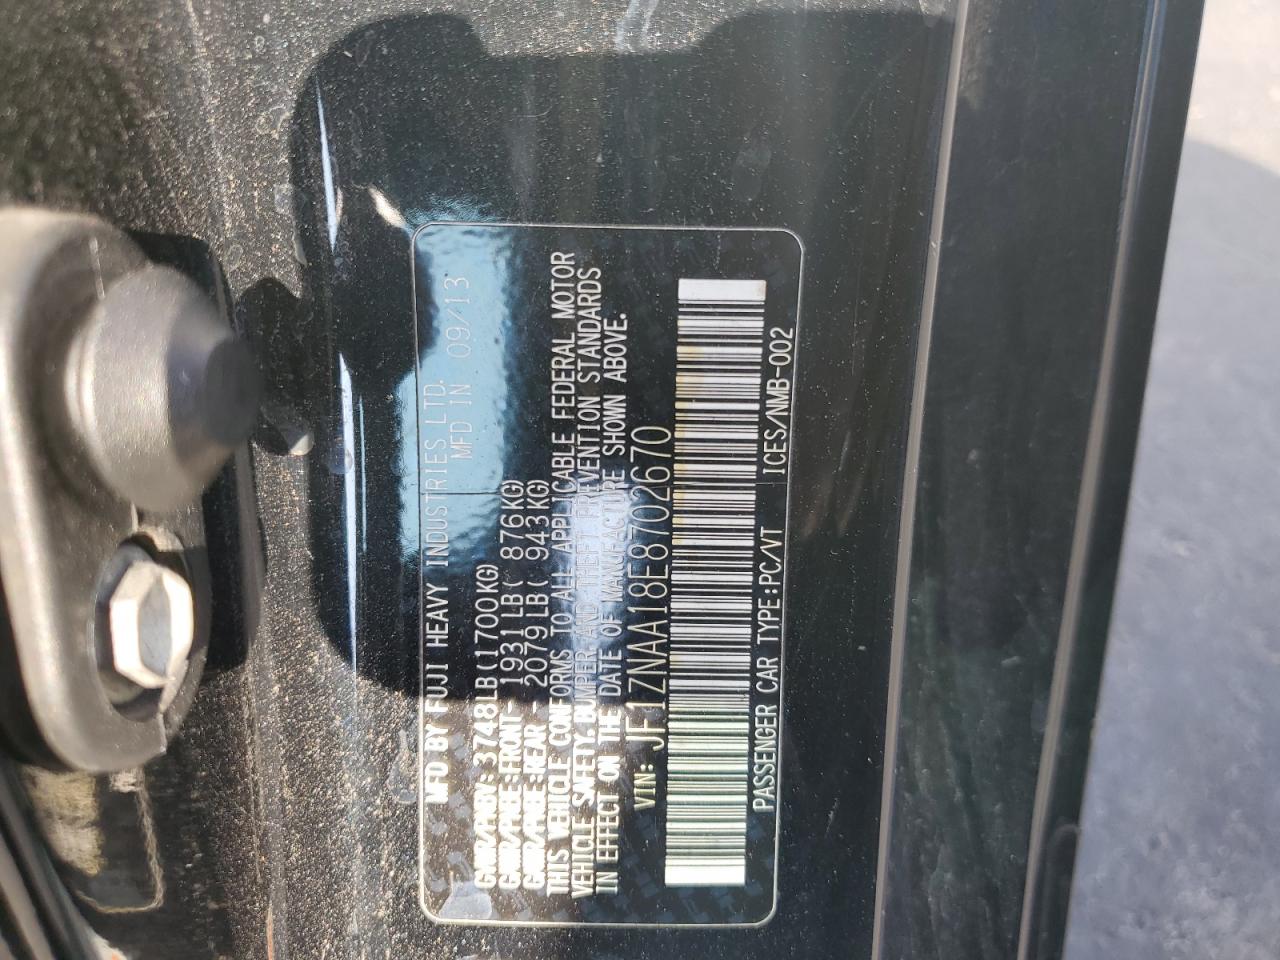 MFD BY FUJI HEAVY INDUSTRIES LTD.
MFD IN 09/13
GVWR/PNBV: 3748LB(1700KG)
GAWR/PNBE:FRONT- 1931LB( 876KG)
GAWR/PNBE:REAR - 2079LB( 943KG)
THIS VEHICLE CONFORMS TO ALL APPLICABLE FEDERAL MOTOR
VEHICLE SAFETY, BUMPER AND THEFT PREVENTION STANDARDS
IN EFFECT ON THE DATE OF MANUFACTURE SHOWN ABOVE.
VIN: JF1ZNAA18E8702670
PASSENGER CAR TYPE:PC/VT ICES/NMB-002